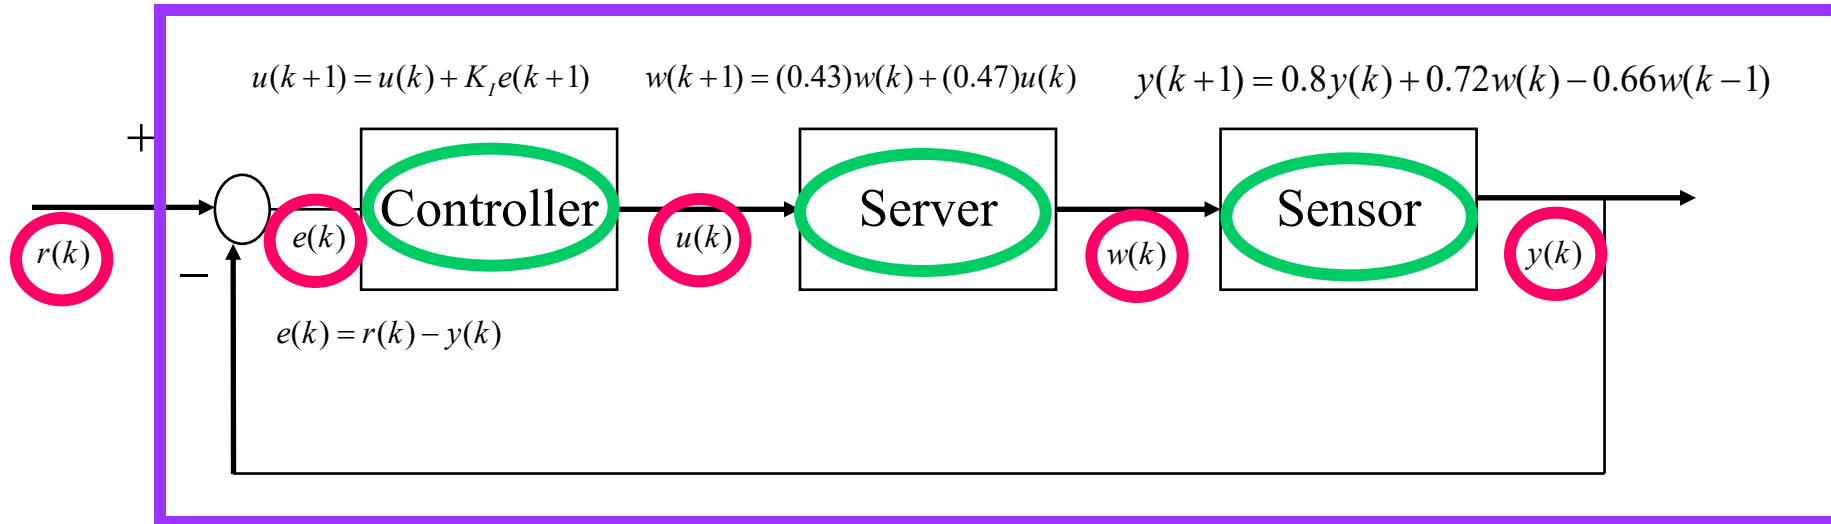 u(k+1) = u(k) + K_I e(k+1)
w(k+1) = (0.43)w(k) + (0.47)u(k)
y(k+1) = 0.8y(k) + 0.72w(k) − 0.66w(k−1)
+
Controller
Server
Sensor
r(k)
e(k)
u(k)
w(k)
y(k)
−
e(k) = r(k) − y(k)